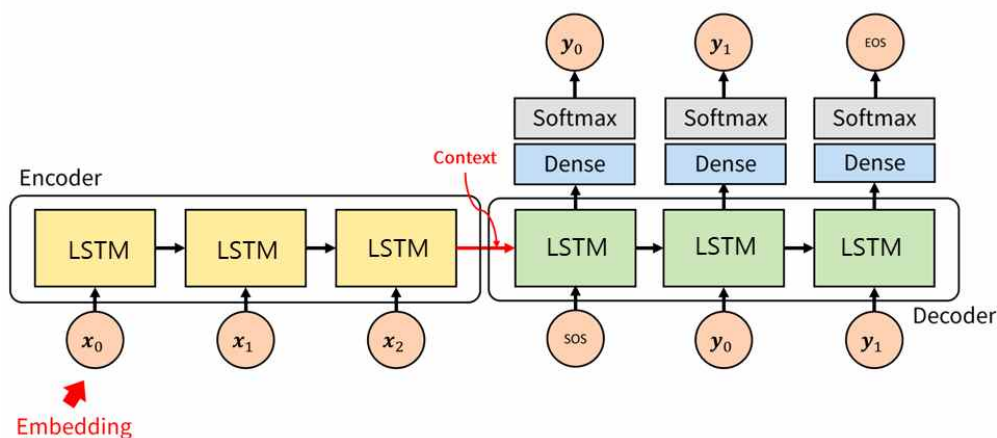 y₀ y₁ EOS
Softmax Softmax Softmax
Context
Dense Dense Dense
Encoder
LSTM LSTM LSTM LSTM LSTM LSTM
Decoder
x₀ x₁ x₂ SOS y₀ y₁
Embedding